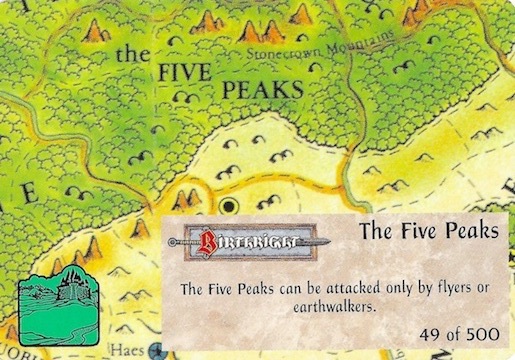 the
FIVE
PEAKS
Stonecrown Mountains
E
BIRTHRIGHT
The Five Peaks
The Five Peaks can be attacked only by flyers or
earthwalkers.
49 of 500
UOBI
Haes